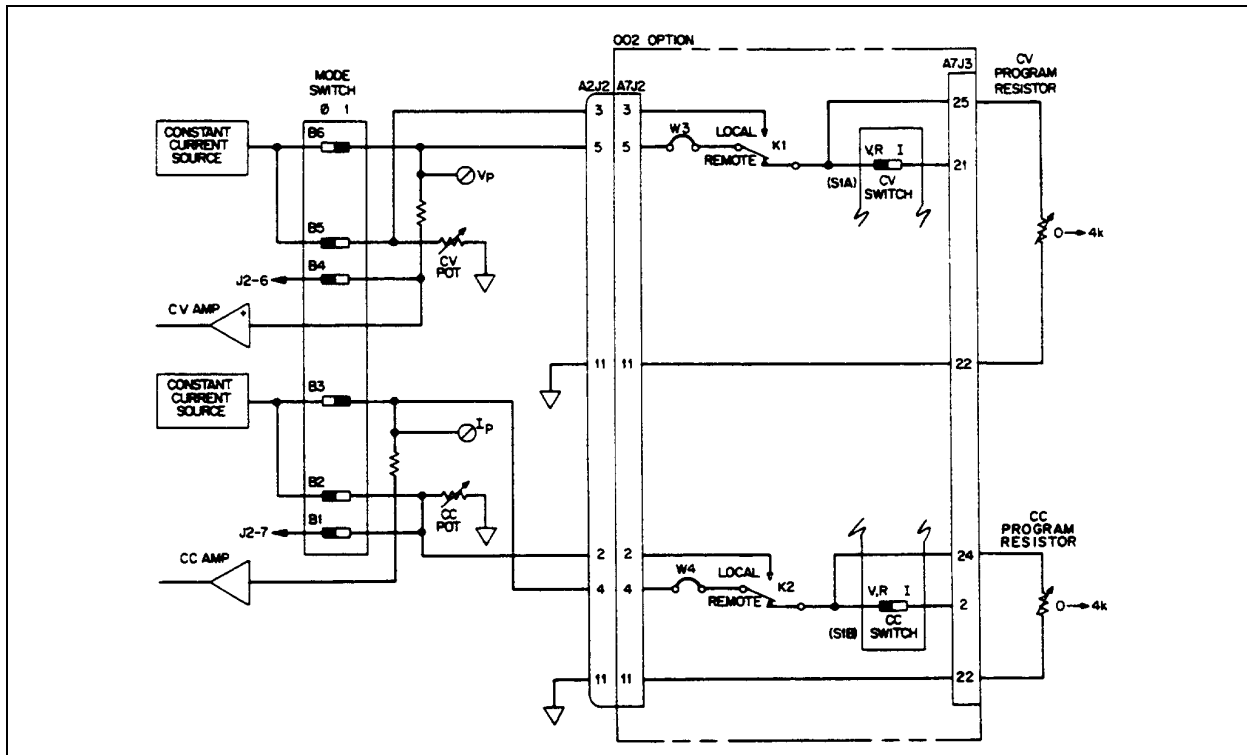 002 OPTION
A7J3
CV
PROGRAM
RESISTOR
MODE
SWITCH
0 1
A2J2 A7J2
CONSTANT
CURRENT
SOURCE
B6
3 3
5 5
W3
LOCAL
REMOTE
K1
25
V,R I
21
(S1A)
CV
SWITCH
VP
B5
CV
POT
B4
J2-6
0→4k
CV AMP
+
11 11
22
CONSTANT
CURRENT
SOURCE
B3
IP
B2
CC
POT
B1
J2-7
CC AMP
2 2
4 4
W4
LOCAL
REMOTE
K2
24
V,R I
2
(S1B)
CC
SWITCH
CC
PROGRAM
RESISTOR
0→4k
11 11
22